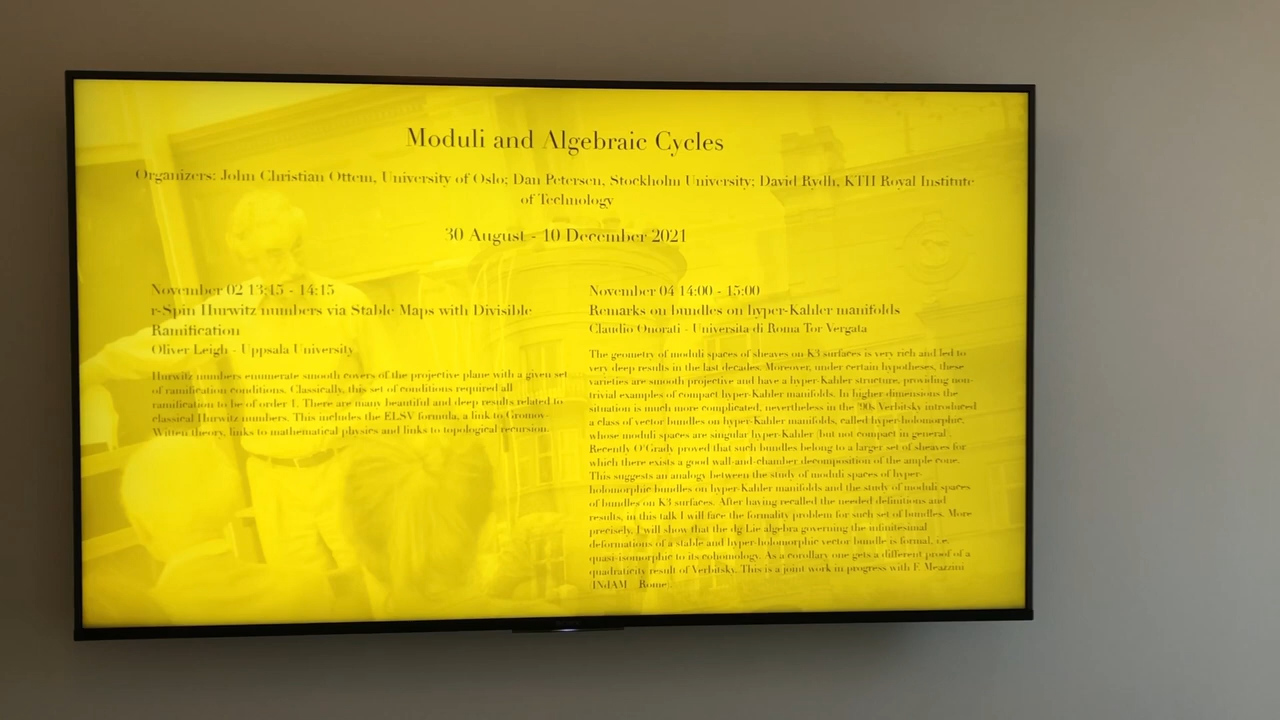 Moduli and Algebraic Cycles
Organizers: John Christian Ottem, University of Oslo; Dan Petersen, Stockholm University; David Rydh, KTH Royal Institute
of Technology
30 August - 10 December 2021
November 02 13:15 - 14:15
r-Spin Hurwitz numbers via Stable Maps with Divisible
Ramification
Oliver Leigh - Uppsala University
Hurwitz numbers enumerate smooth covers of the projective plane with a given set
of ramification conditions. Classically, this set of conditions required all
ramification to be of order 1. There are many beautiful and deep results related to
classical Hurwitz numbers. This includes the ELSV formula, a link to Gromov-
Witten theory, links to mathematical physics and links to topological recursion.
November 04 14:00 - 15:00
Remarks on bundles on hyper-Kahler manifolds
Claudio Onorati - Universita di Roma Tor Vergata
The geometry of moduli spaces of sheaves on K3 surfaces is very rich and led to
very deep results in the last decades. Moreover, under certain hypotheses, these
varieties are smooth projective and have a hyper-Kahler structure, providing non-
trivial examples of compact hyper-Kahler manifolds. In higher dimensions the
situation is much more complicated, nevertheless in the '90s Verbitsky introduced
a class of vector bundles on hyper-Kahler manifolds, called hyper-holomorphic,
whose moduli spaces are singular hyper-Kahler (but not compact in general).
Recently O'Grady proved that such bundles belong to a larger set of sheaves for
which there exists a good wall-and-chamber decomposition of the ample cone.
This suggests an analogy between the study of moduli spaces of hyper-
holomorphic bundles on hyper-Kahler manifolds and the study of moduli spaces
of bundles on K3 surfaces. After having recalled the needed definitions and
results, in this talk I will face the formality problem for such set of bundles. More
precisely, I will show that the dg Lie algebra governing the infinitesimal
deformations of a stable and hyper-holomorphic vector bundle is formal, i.e.
quasi-isomorphic to its cohomology. As a corollary one gets a different proof of a
quadraticity result of Verbitsky. This is a joint work in progress with F. Meazzini
(INdAM - Rome).
SONY